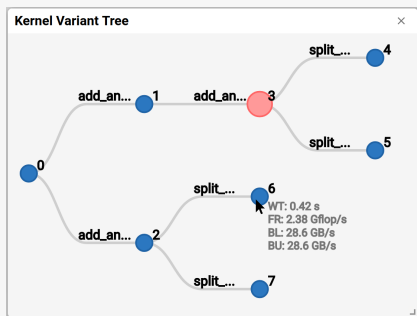 Kernel Variant Tree ×
split_... 4
add_an... 1 add_an... 3
split_... 5
0
split_... 6
add_an... 2
WT: 0.42 s
FR: 2.38 Gflop/s
BL: 28.6 GB/s
BU: 28.6 GB/s
split_... 7